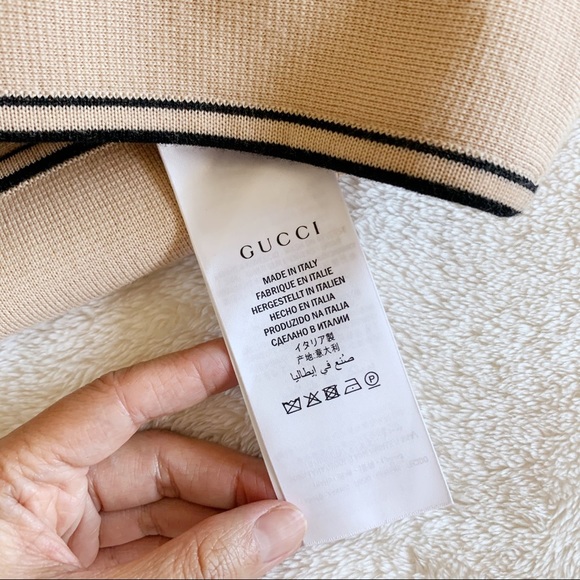 GUCCI
MADE IN ITALY
FABRIQUE EN ITALIE
HERGESTELLT IN ITALIEN
HECHO EN ITALIA
PRODUZIDO NA ITALIA
СДЕЛАНО В ИТАЛИИ
イタリア製
产地:意大利
صنع في إيطاليا